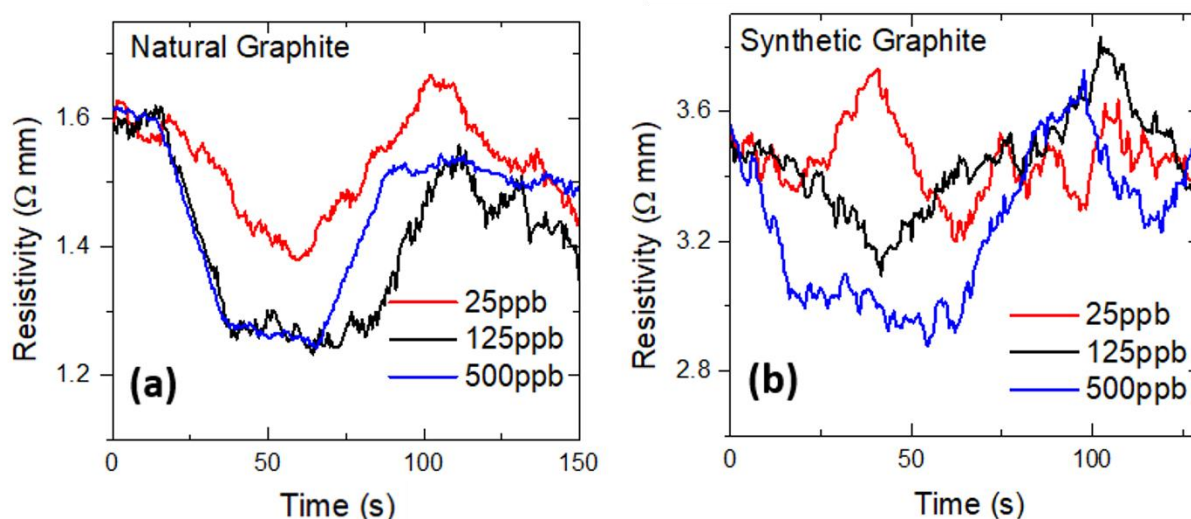 Natural Graphite
Resistivity (Ω mm)
1.6
1.4
1.2
25ppb
125ppb
500ppb
(a)
0
50
100
150
Time (s)
Synthetic Graphite
Resistivity (Ω mm)
3.6
3.2
2.8
25ppb
125ppb
500ppb
(b)
0
50
100
Time (s)